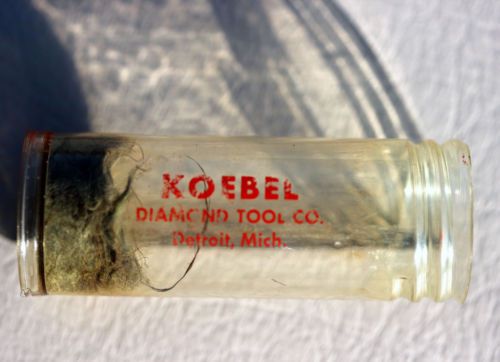 KOEBEL
DIAMOND TOOL CO.
Detroit, Mich.